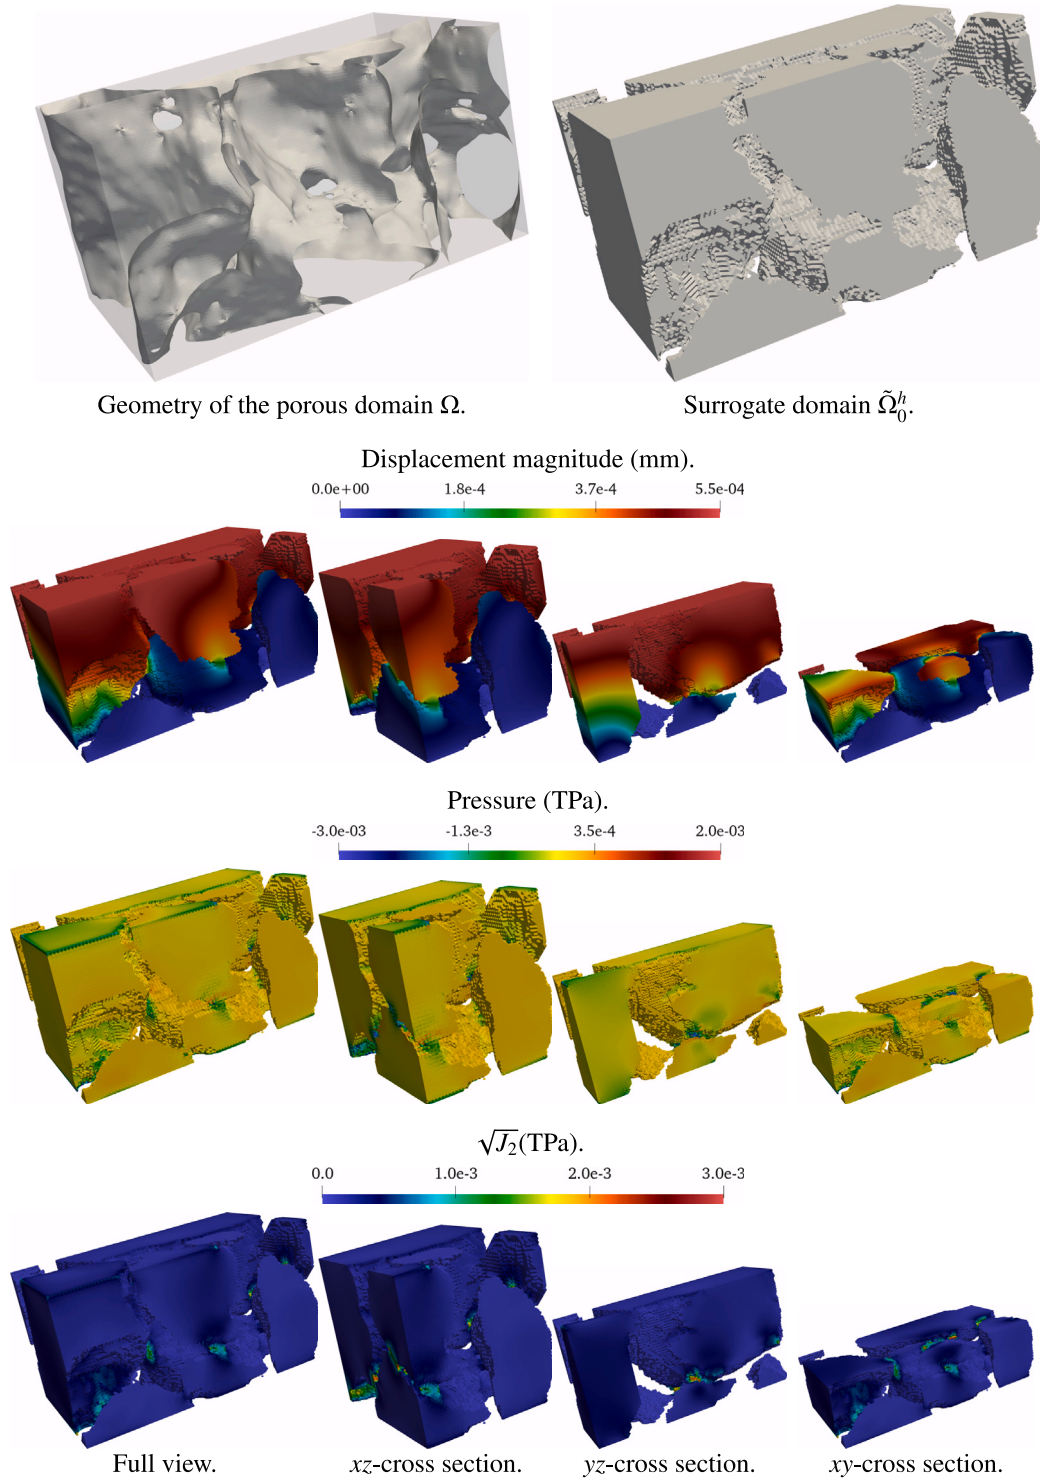 Geometry of the porous domain Ω.
Surrogate domain Ω̃₀ʰ.
Displacement magnitude (mm).
0.0e+00 1.8e-4 3.7e-4 5.5e-04
Pressure (TPa).
-3.0e-03 -1.3e-3 3.5e-4 2.0e-03
√J₂(TPa).
0.0 1.0e-3 2.0e-3 3.0e-3
Full view. xz-cross section. yz-cross section. xy-cross section.